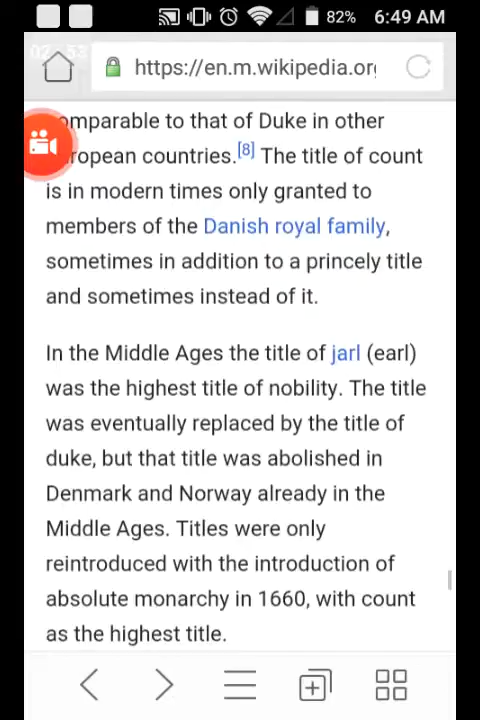 82% 6:49 AM
02:53
https://en.m.wikipedia.or
comparable to that of Duke in other
European countries.[8] The title of count
is in modern times only granted to
members of the Danish royal family,
sometimes in addition to a princely title
and sometimes instead of it.
In the Middle Ages the title of jarl (earl)
was the highest title of nobility. The title
was eventually replaced by the title of
duke, but that title was abolished in
Denmark and Norway already in the
Middle Ages. Titles were only
reintroduced with the introduction of
absolute monarchy in 1660, with count
as the highest title.